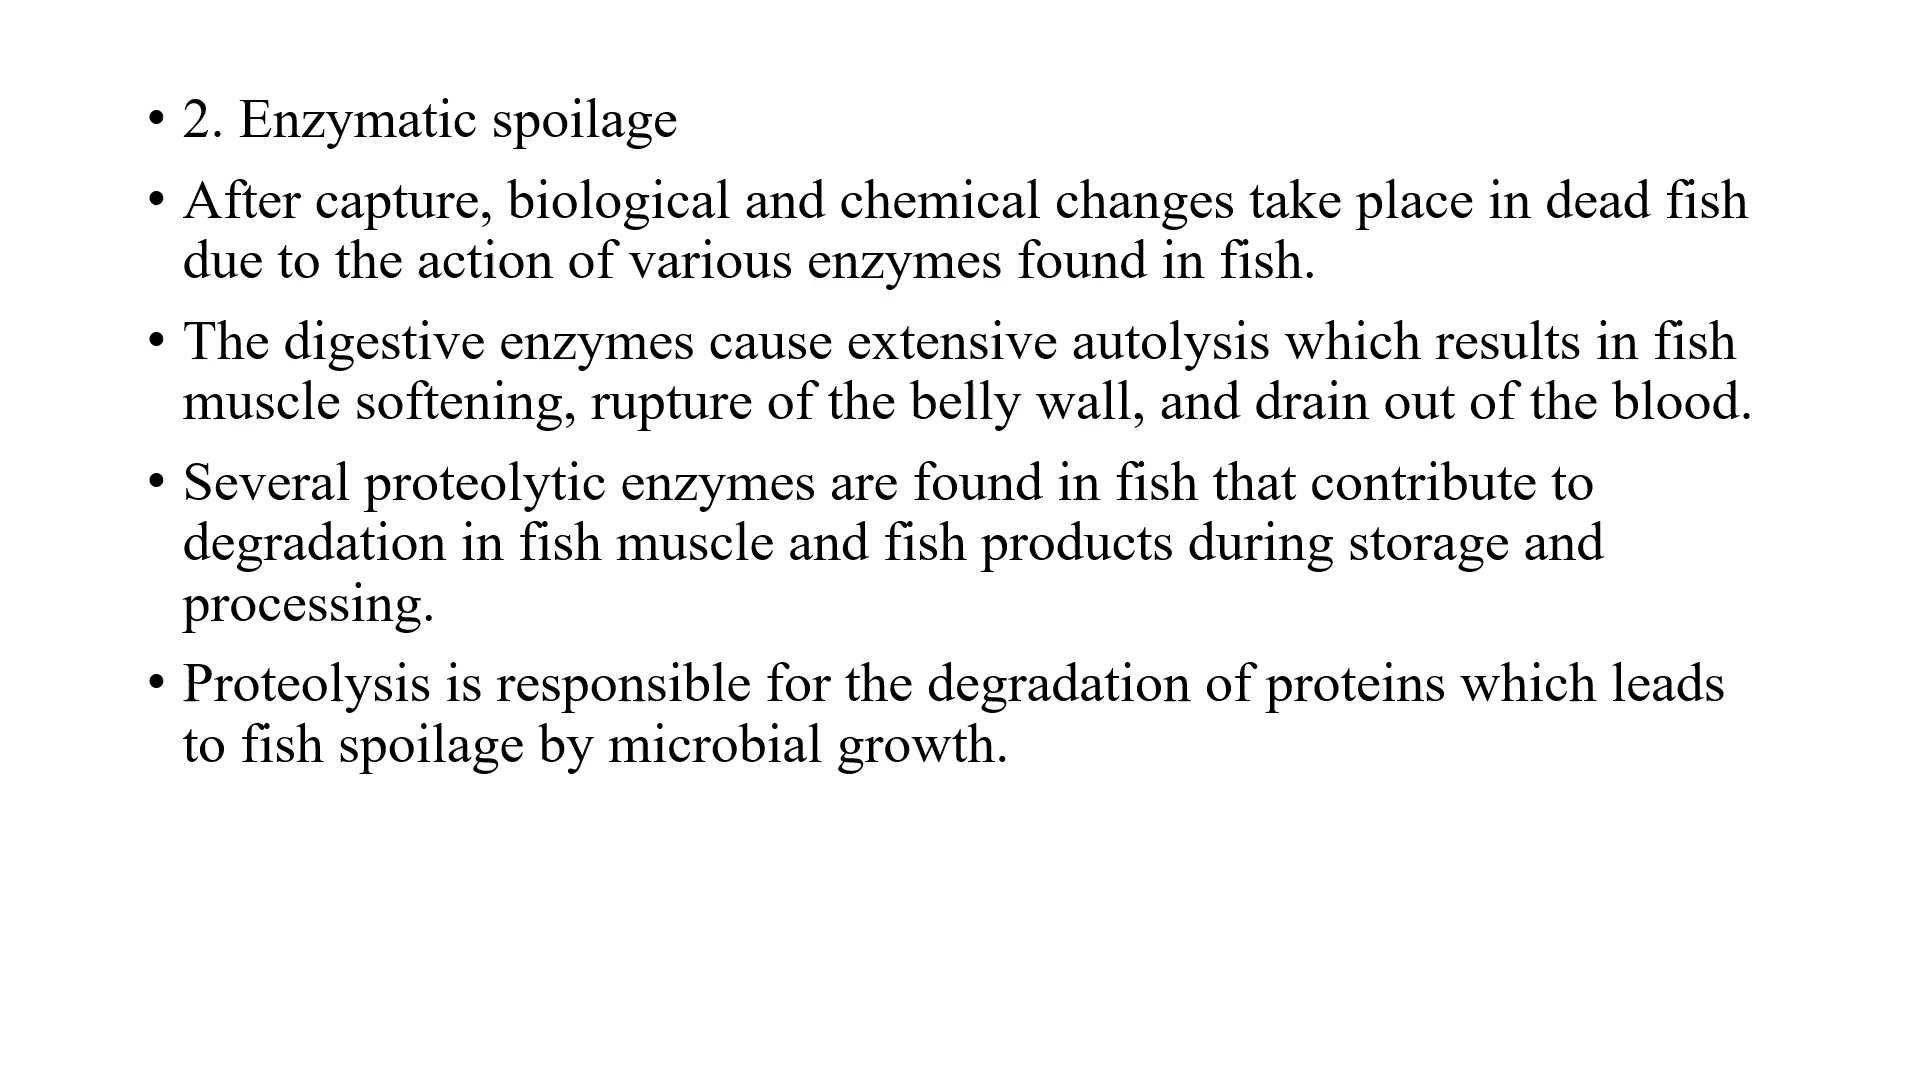 • 2. Enzymatic spoilage
• After capture, biological and chemical changes take place in dead fish
due to the action of various enzymes found in fish.
• The digestive enzymes cause extensive autolysis which results in fish
muscle softening, rupture of the belly wall, and drain out of the blood.
• Several proteolytic enzymes are found in fish that contribute to
degradation in fish muscle and fish products during storage and
processing.
• Proteolysis is responsible for the degradation of proteins which leads
to fish spoilage by microbial growth.